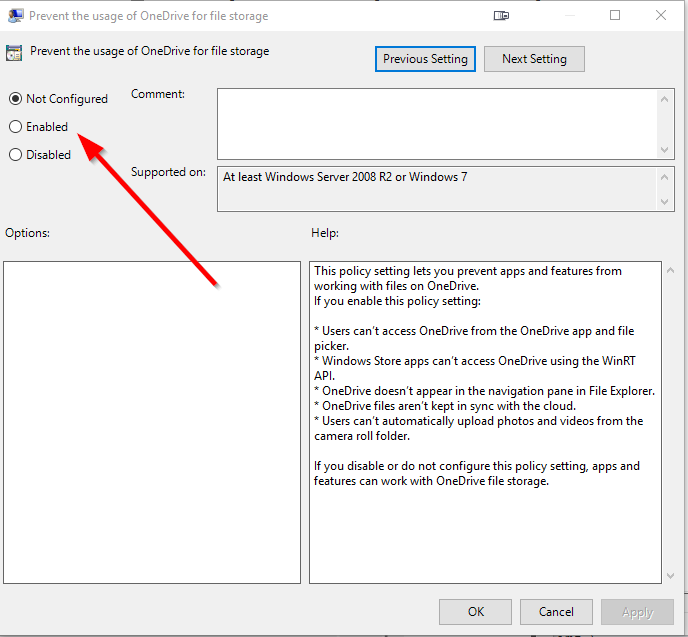 Prevent the usage of OneDrive for file storage
Prevent the usage of OneDrive for file storage
Previous Setting
Next Setting
Not Configured
Comment:
Enabled
Disabled
Supported on:
At least Windows Server 2008 R2 or Windows 7
Options:
Help:
This policy setting lets you prevent apps and features from
working with files on OneDrive.
If you enable this policy setting:
* Users can’t access OneDrive from the OneDrive app and file
picker.
* Windows Store apps can’t access OneDrive using the WinRT
API.
* OneDrive doesn’t appear in the navigation pane in File Explorer.
* OneDrive files aren’t kept in sync with the cloud.
* Users can’t automatically upload photos and videos from the
camera roll folder.
If you disable or do not configure this policy setting, apps and
features can work with OneDrive file storage.
OK
Cancel
Apply